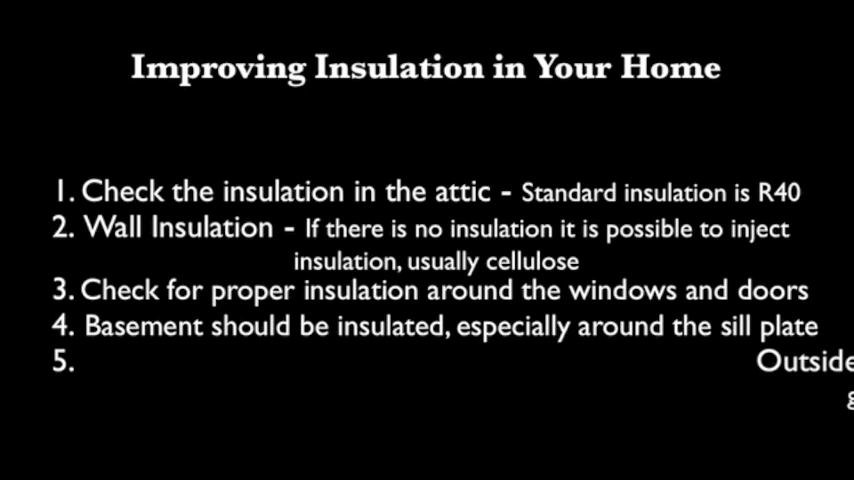 Improving Insulation in Your Home
1. Check the insulation in the attic - Standard insulation is R40
2. Wall Insulation - If there is no insulation it is possible to inject
insulation, usually cellulose
3. Check for proper insulation around the windows and doors
4. Basement should be insulated, especially around the sill plate
5. Outside